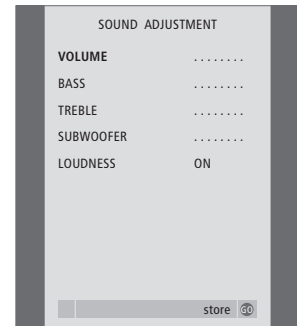 SOUND ADJUSTMENT
VOLUME ........
BASS ........
TREBLE ........
SUBWOOFER ........
LOUDNESS ON
store GO